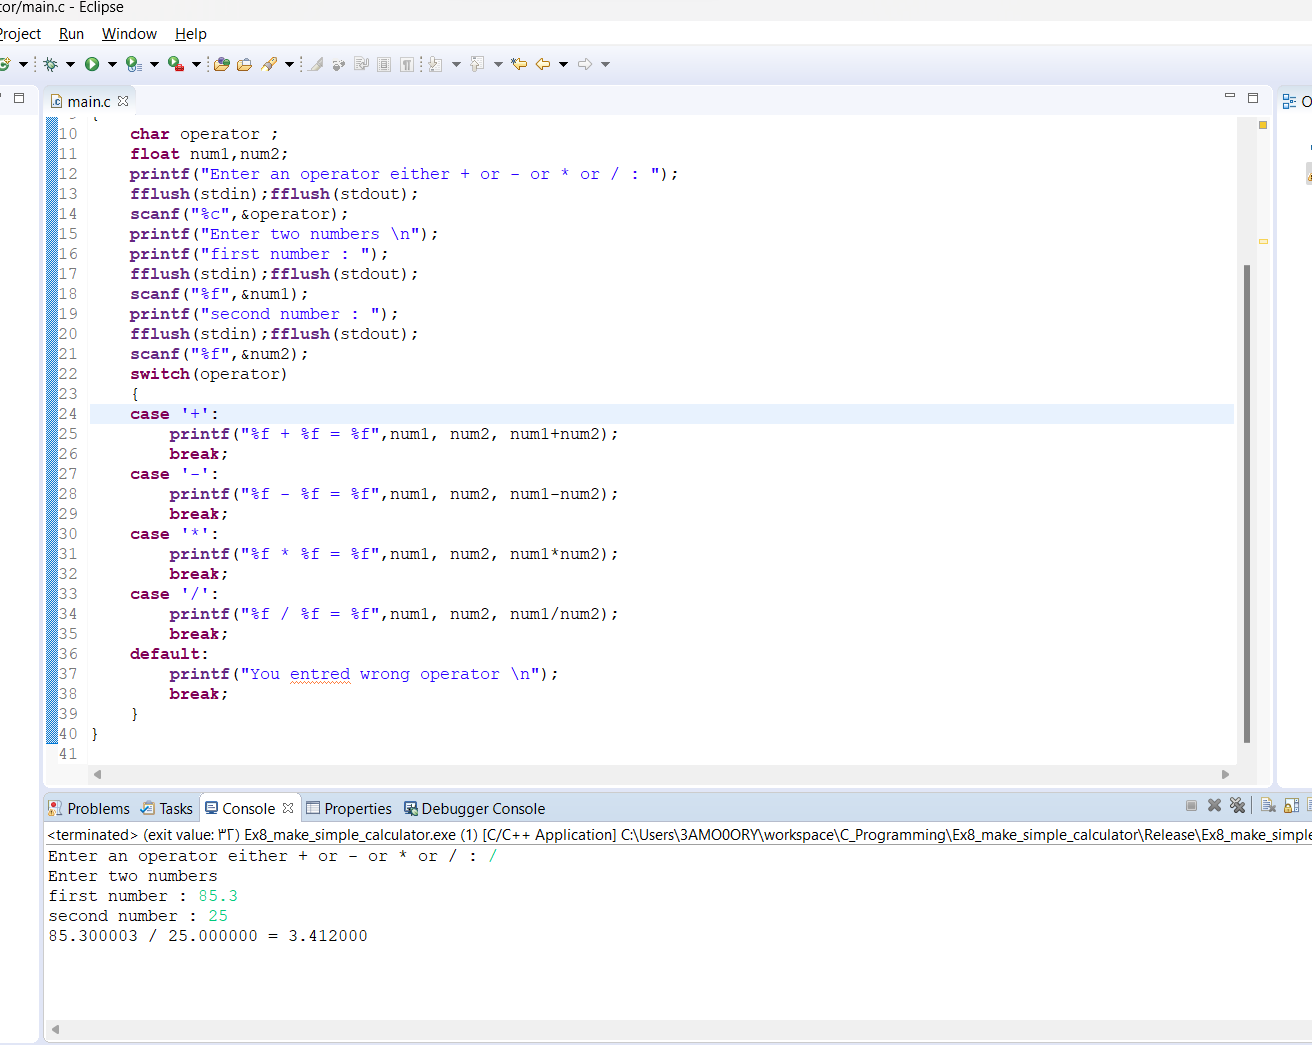 tor/main.c - Eclipse
Project Run Window Help
main.c
9 {
10 char operator ;
11 float num1,num2;
12 printf("Enter an operator either + or - or * or / : ");
13 fflush(stdin);fflush(stdout);
14 scanf("%c",&operator);
15 printf("Enter two numbers \n");
16 printf("first number : ");
17 fflush(stdin);fflush(stdout);
18 scanf("%f",&num1);
19 printf("second number : ");
20 fflush(stdin);fflush(stdout);
21 scanf("%f",&num2);
22 switch(operator)
23 {
24 case '+':
25 printf("%f + %f = %f",num1, num2, num1+num2);
26 break;
27 case '-':
28 printf("%f - %f = %f",num1, num2, num1-num2);
29 break;
30 case '*':
31 printf("%f * %f = %f",num1, num2, num1*num2);
32 break;
33 case '/':
34 printf("%f / %f = %f",num1, num2, num1/num2);
35 break;
36 default:
37 printf("You entred wrong operator \n");
38 break;
39 }
40 }
41
Problems Tasks Console Properties Debugger Console
<terminated> (exit value: ٣٢) Ex8_make_simple_calculator.exe (1) [C/C++ Application] C:\Users\3AMO0ORY\workspace\C_Programming\Ex8_make_simple_calculator\Release\Ex8_make_simple
Enter an operator either + or - or * or / : /
Enter two numbers
first number : 85.3
second number : 25
85.300003 / 25.000000 = 3.412000